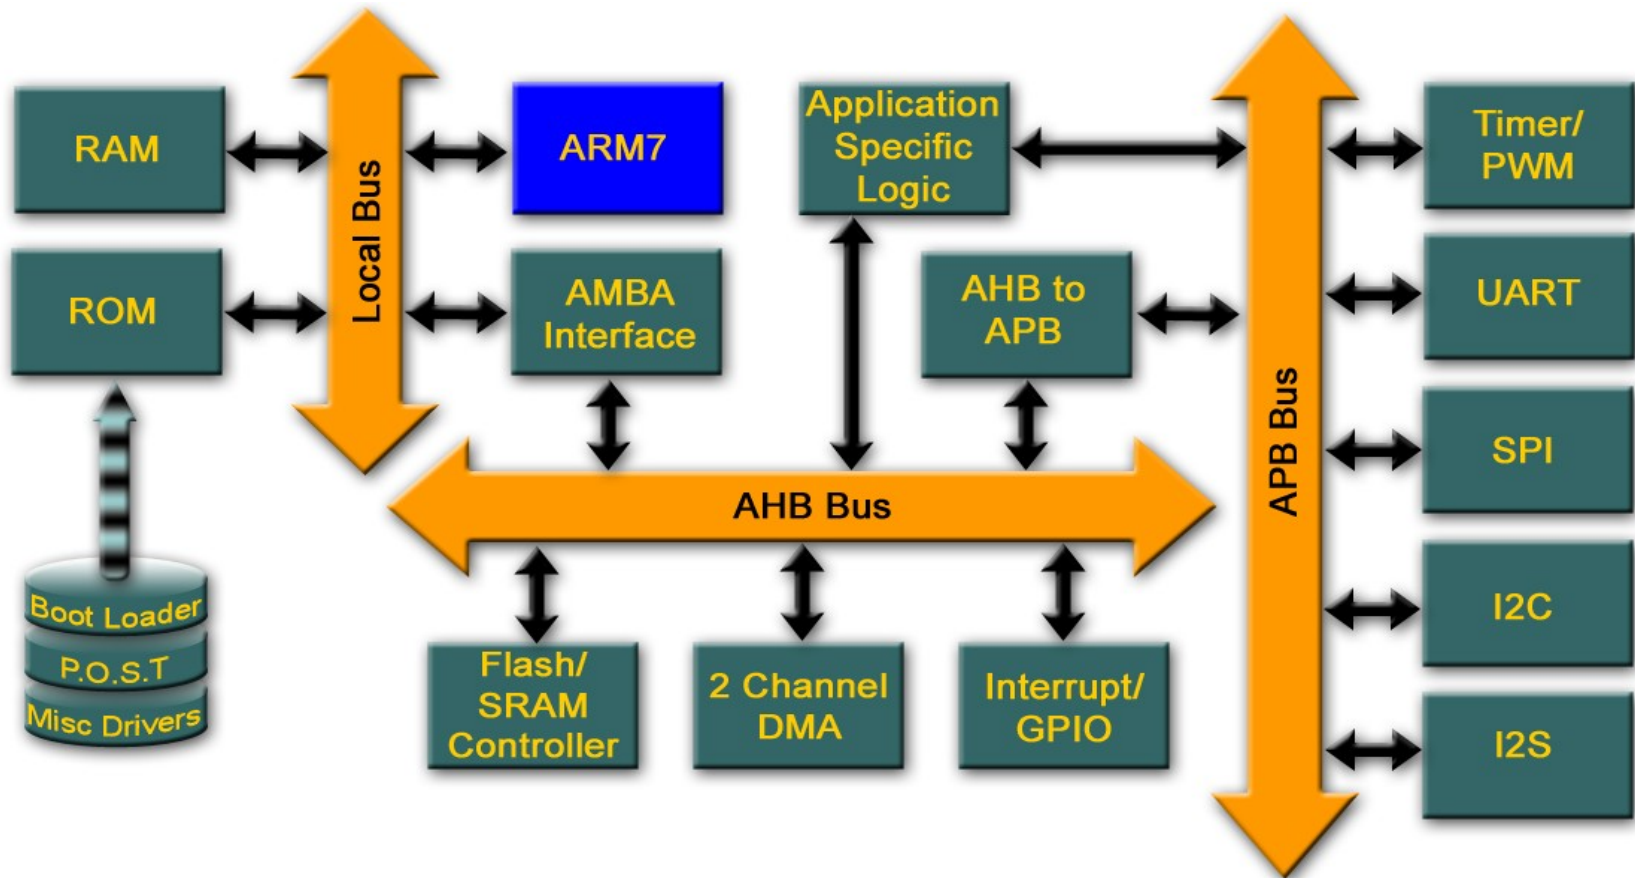 RAM
Local Bus
ARM7
ROM
AMBA
Interface
Application
Specific
Logic
AHB to
APB
Timer/
PWM
UART
SPI
I2C
I2S
APB Bus
AHB Bus
Boot Loader
P.O.S.T
Misc Drivers
Flash/
SRAM
Controller
2 Channel
DMA
Interrupt/
GPIO